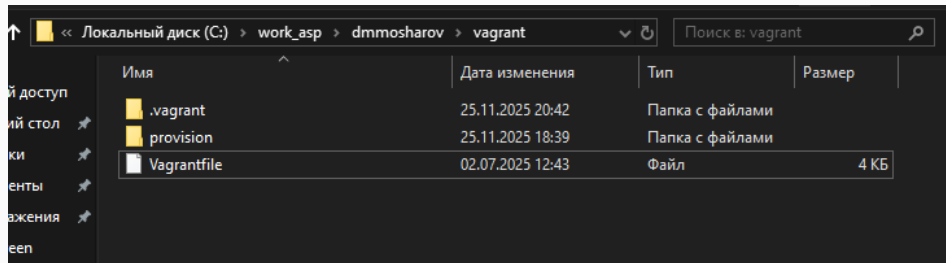 « Локальный диск (C:) › work_asp › dmmosharov › vagrant Поиск в: vagrant
Имя Дата изменения Тип Размер
й доступ
.vagrant 25.11.2025 20:42 Папка с файлами
ий стол
provision 25.11.2025 18:39 Папка с файлами
ки
Vagrantfile 02.07.2025 12:43 Файл 4 КБ
енты
ажения
een